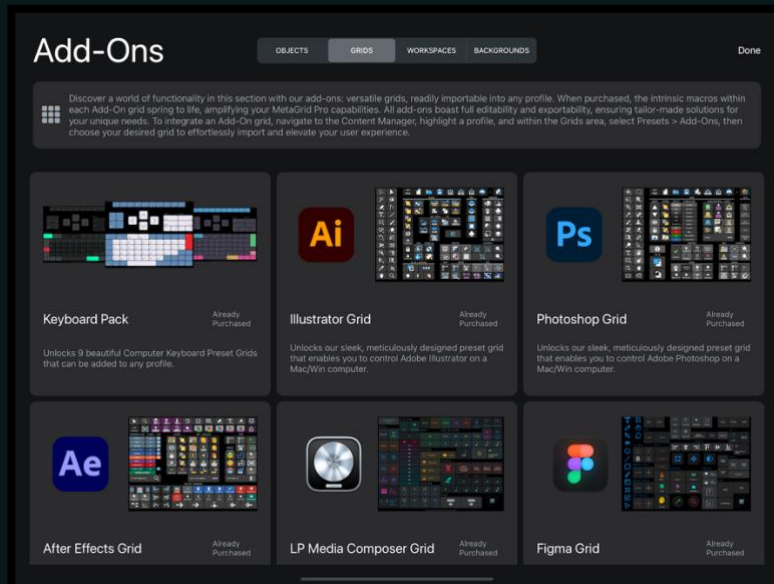 Add-Ons
OBJECTS
GRIDS
WORKSPACES
BACKGROUNDS
Done
Discover a world of functionality in this section with our add-ons: versatile grids, readily importable into any profile. When purchased, the intrinsic macros within
each Add-On grid spring to life, amplifying your MetaGrid Pro capabilities. All add-ons boast full editability and exportability, ensuring tailor-made solutions for
your unique needs. To integrate an Add-On grid, navigate to the Content Manager, highlight a profile, and within the Grids area, select Presets > Add-Ons, then
choose your desired grid to effortlessly import and elevate your user experience.
Keyboard Pack
Already
Purchased
Unlocks 9 beautiful Computer Keyboard Preset Grids
that can be added to any profile.
Ai
Illustrator Grid
Already
Purchased
Unlocks our sleek, meticulously designed preset grid
that enables you to control Adobe Illustrator on a
Mac/Win computer.
Ps
Photoshop Grid
Already
Purchased
Unlocks our sleek, meticulously designed preset grid
that enables you to control Adobe Photoshop on a
Mac/Win computer.
Ae
After Effects Grid
Already
Purchased
LP Media Composer Grid
Already
Purchased
Figma Grid
Already
Purchased